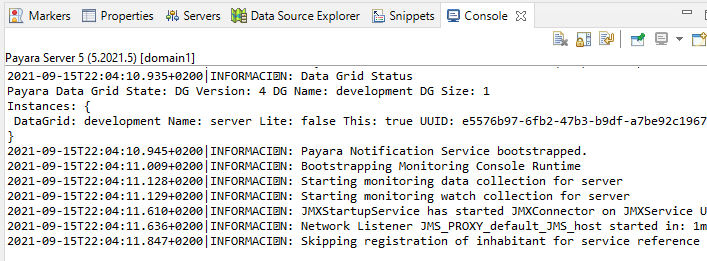 Markers Properties Servers Data Source Explorer Snippets Console
Payara Server 5 (5.2021.5) [domain1]
2021-09-15T22:04:10.935+0200|INFORMACI�N: Data Grid Status
Payara Data Grid State: DG Version: 4 DG Name: development DG Size: 1
Instances: {
DataGrid: development Name: server Lite: false This: true UUID: e5576b97-6fb2-47b3-b9df-a7be92c1967
}
2021-09-15T22:04:10.945+0200|INFORMACI�N: Payara Notification Service bootstrapped.
2021-09-15T22:04:11.009+0200|INFORMACI�N: Bootstrapping Monitoring Console Runtime
2021-09-15T22:04:11.128+0200|INFORMACI�N: Starting monitoring data collection for server
2021-09-15T22:04:11.129+0200|INFORMACI�N: Starting monitoring watch collection for server
2021-09-15T22:04:11.610+0200|INFORMACI�N: JMXStartupService has started JMXConnector on JMXService U
2021-09-15T22:04:11.636+0200|INFORMACI�N: Network Listener JMS_PROXY_default_JMS_host started in: 1m
2021-09-15T22:04:11.847+0200|INFORMACI�N: Skipping registration of inhabitant for service reference